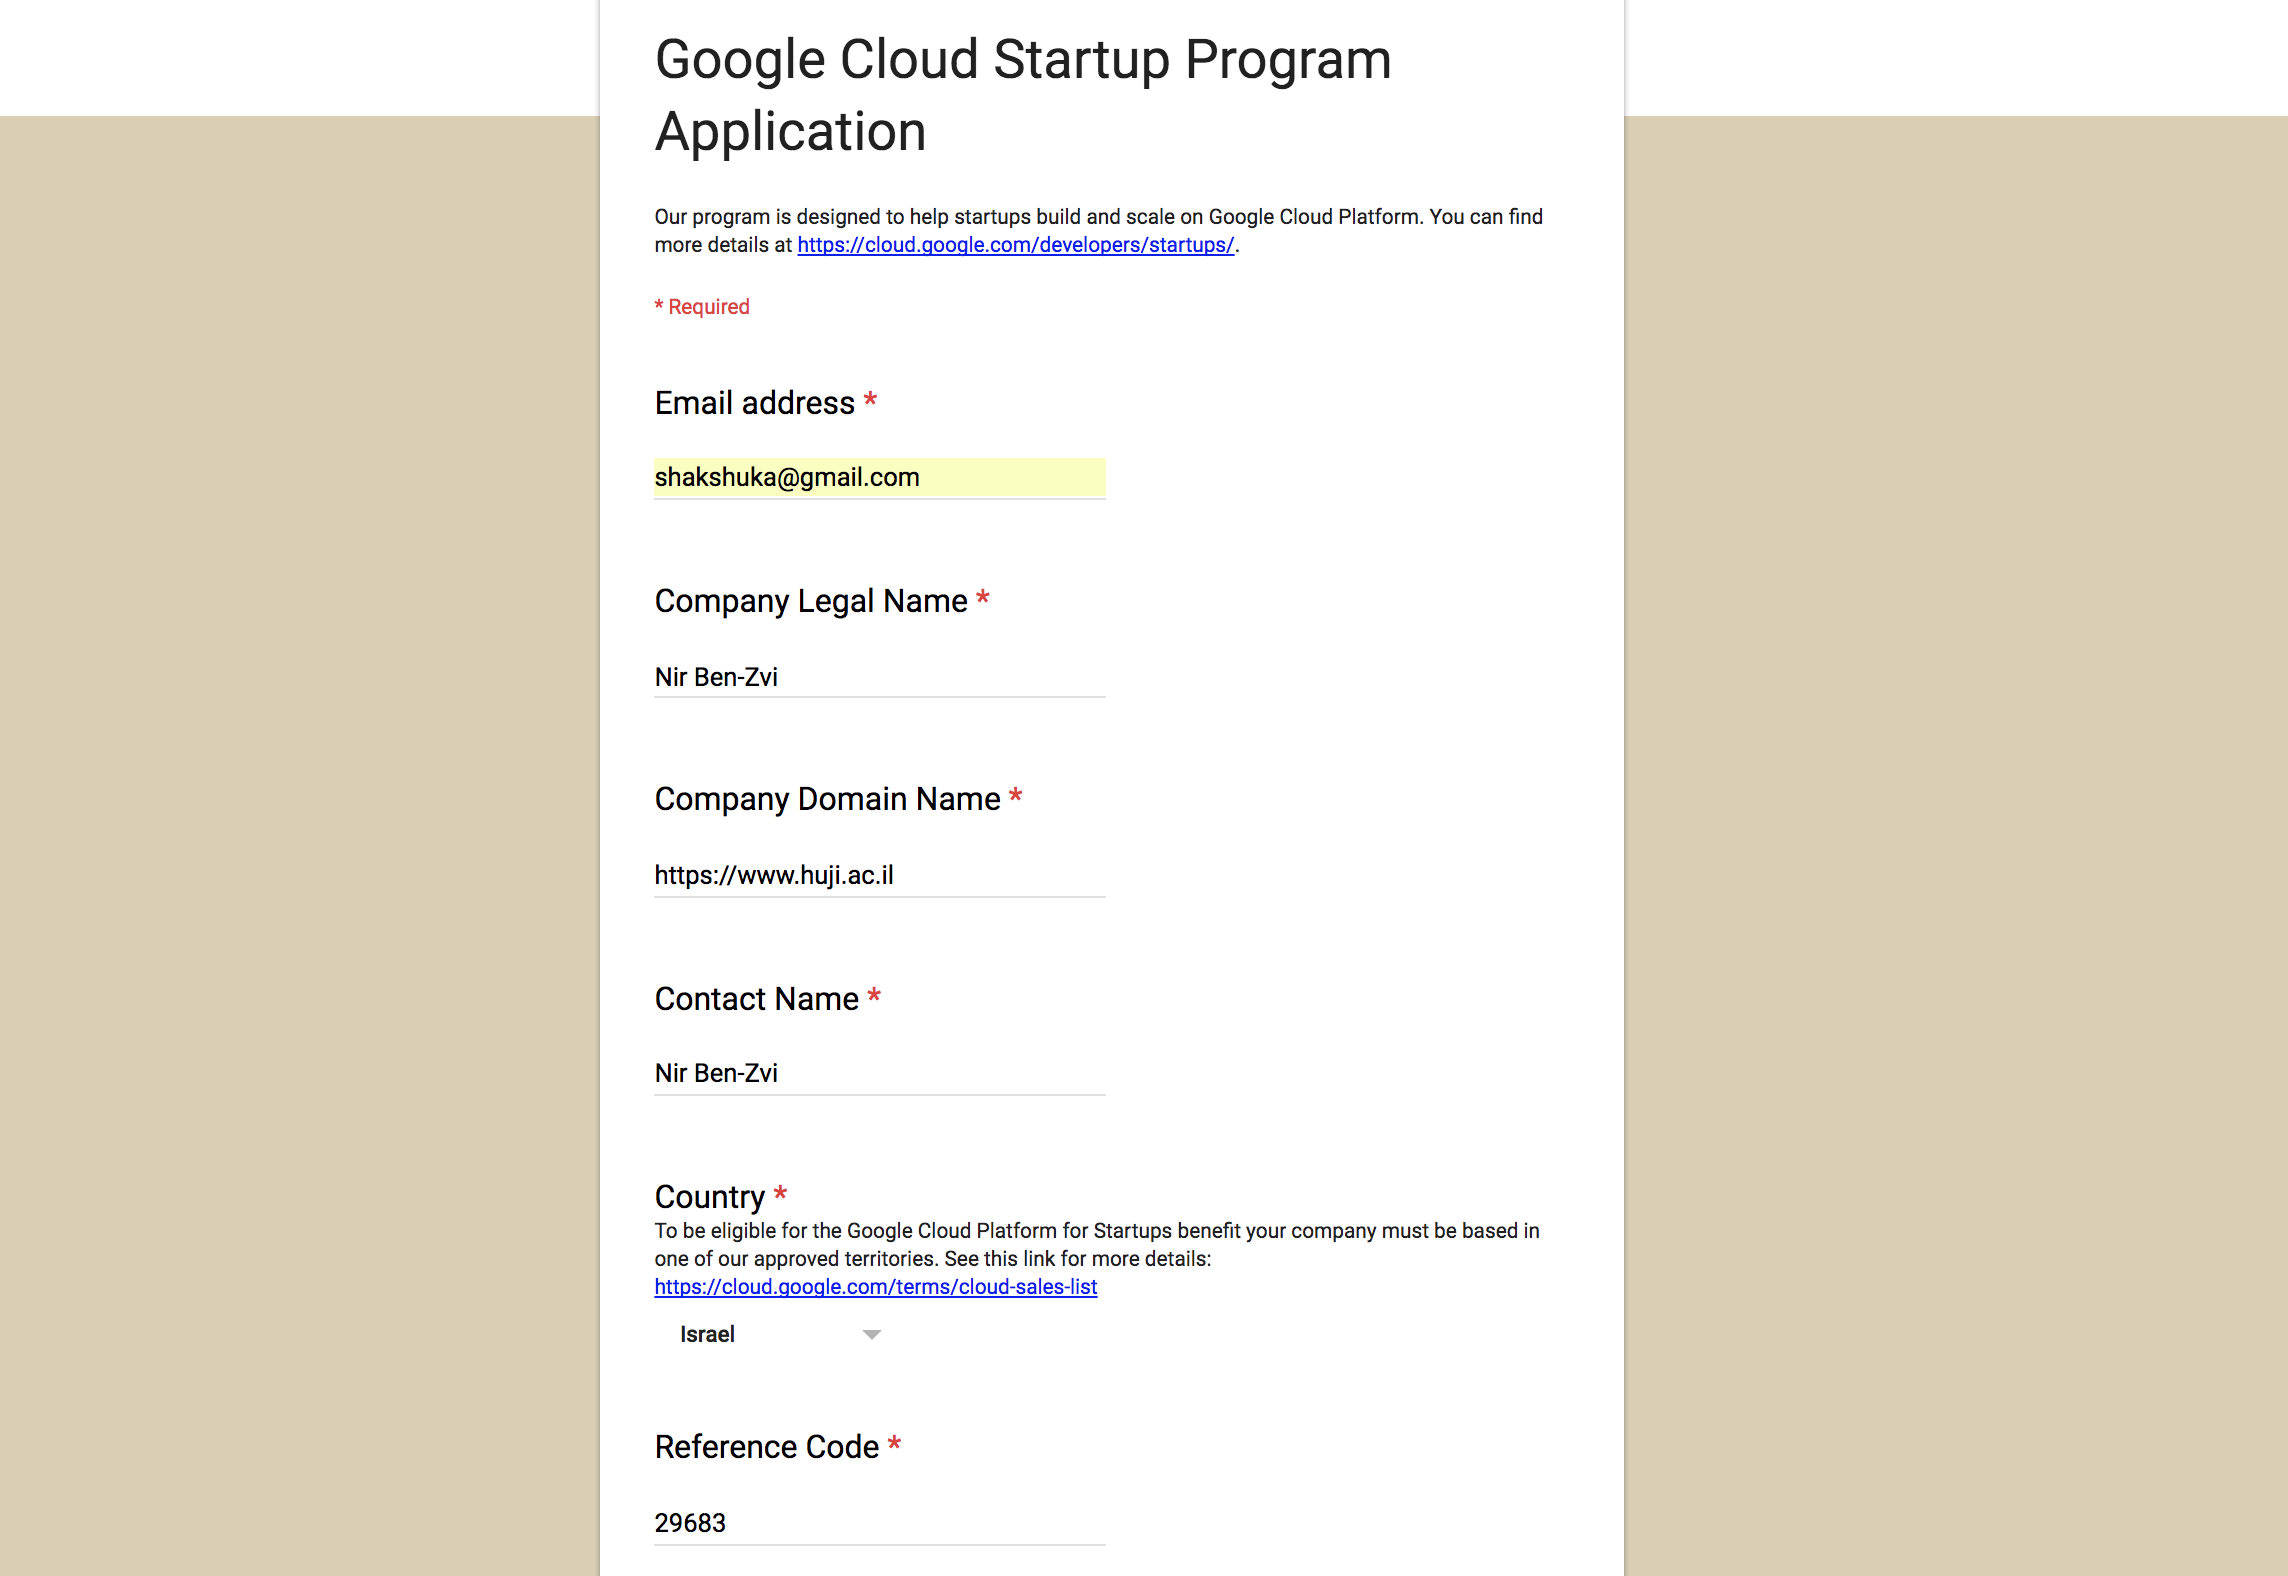 Google Cloud Startup Program
Application
Our program is designed to help startups build and scale on Google Cloud Platform. You can find
more details at https://cloud.google.com/developers/startups/.
* Required
Email address *
shakshuka@gmail.com
Company Legal Name *
Nir Ben-Zvi
Company Domain Name *
https://www.huji.ac.il
Contact Name *
Nir Ben-Zvi
Country *
To be eligible for the Google Cloud Platform for Startups benefit your company must be based in
one of our approved territories. See this link for more details:
https://cloud.google.com/terms/cloud-sales-list
Israel
Reference Code *
29683